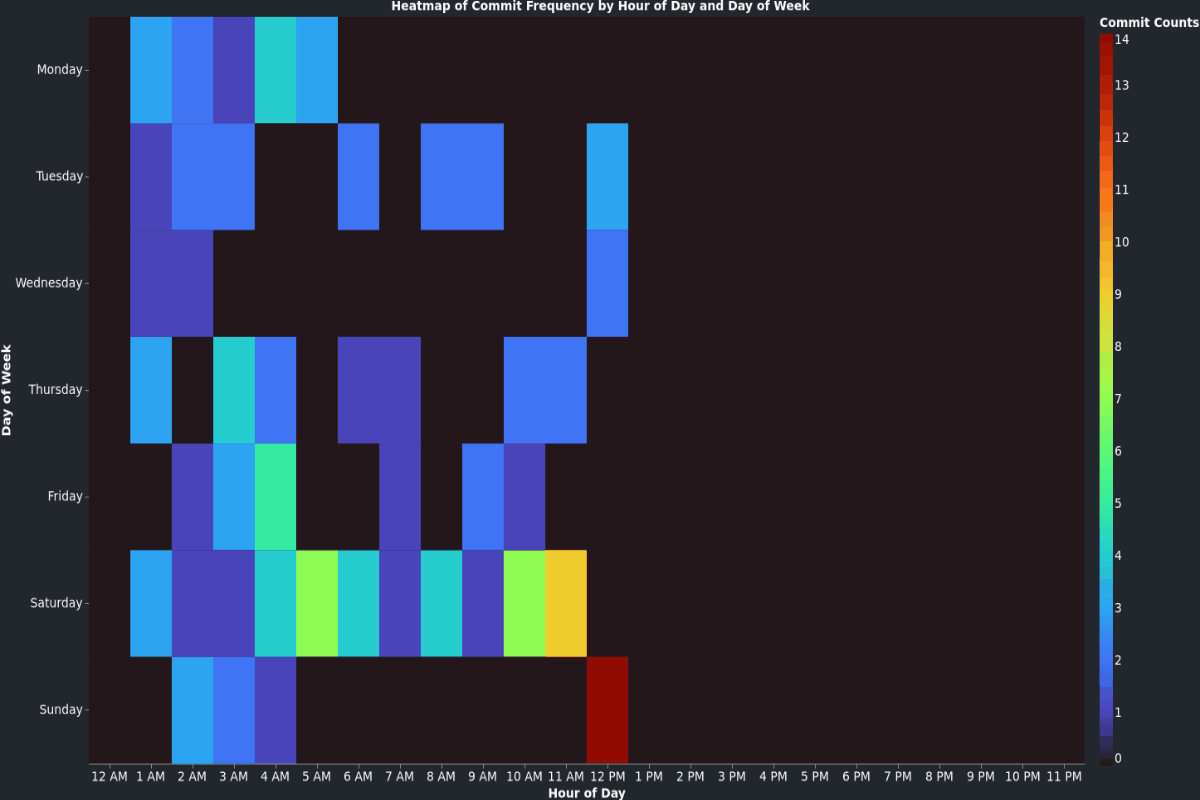 Heatmap of Commit Frequency by Hour of Day and Day of Week
Commit Counts
14
13
12
11
10
9
8
7
6
5
4
3
2
1
0
Day of Week
Monday
Tuesday
Wednesday
Thursday
Friday
Saturday
Sunday
12 AM 1 AM 2 AM 3 AM 4 AM 5 AM 6 AM 7 AM 8 AM 9 AM 10 AM 11 AM 12 PM 1 PM 2 PM 3 PM 4 PM 5 PM 6 PM 7 PM 8 PM 9 PM 10 PM 11 PM
Hour of Day